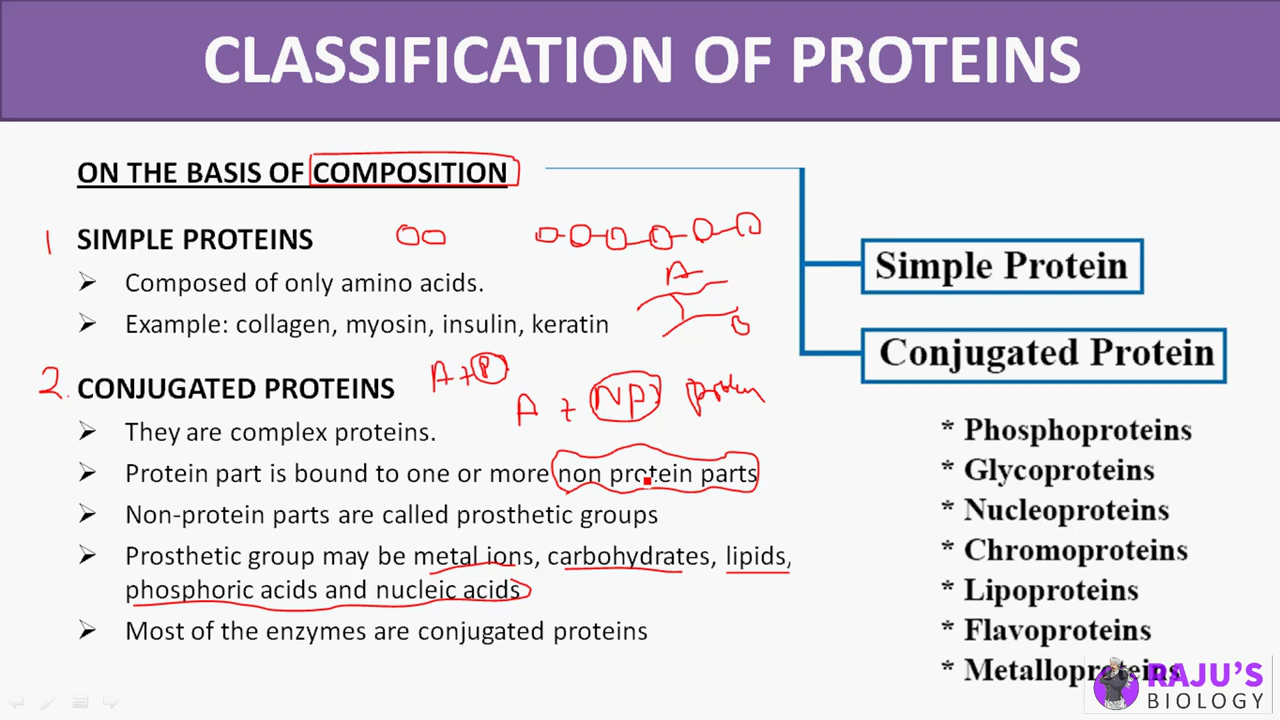 CLASSIFICATION OF PROTEINS
ON THE BASIS OF COMPOSITION
1 SIMPLE PROTEINS
Composed of only amino acids.
A
Example: collagen, myosin, insulin, keratin
B
2. CONJUGATED PROTEINS
A + P
A + NP protein
They are complex proteins.
Protein part is bound to one or more non protein parts
Non-protein parts are called prosthetic groups
Prosthetic group may be metal ions, carbohydrates, lipids,
phosphoric acids and nucleic acids
Most of the enzymes are conjugated proteins
Simple Protein
Conjugated Protein
* Phosphoproteins
* Glycoproteins
* Nucleoproteins
* Chromoproteins
* Lipoproteins
* Flavoproteins
* Metalloproteins
RAJU'S
BIOLOGY